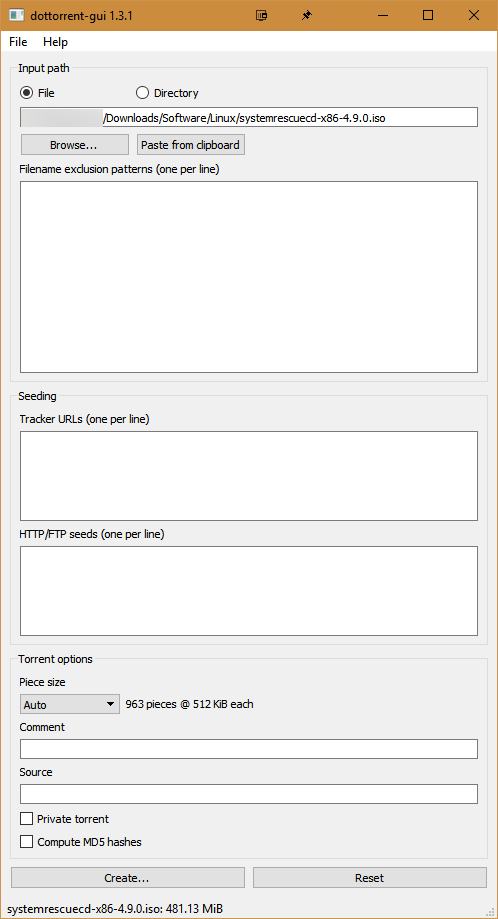 dottorrent-gui 1.3.1
File Help
Input path
File Directory
/Downloads/Software/Linux/systemrescuecd-x86-4.9.0.iso
Browse... Paste from clipboard
Filename exclusion patterns (one per line)
Seeding
Tracker URLs (one per line)
HTTP/FTP seeds (one per line)
Torrent options
Piece size
Auto 963 pieces @ 512 KiB each
Comment
Source
Private torrent
Compute MD5 hashes
Create... Reset
systemrescuecd-x86-4.9.0.iso: 481.13 MiB